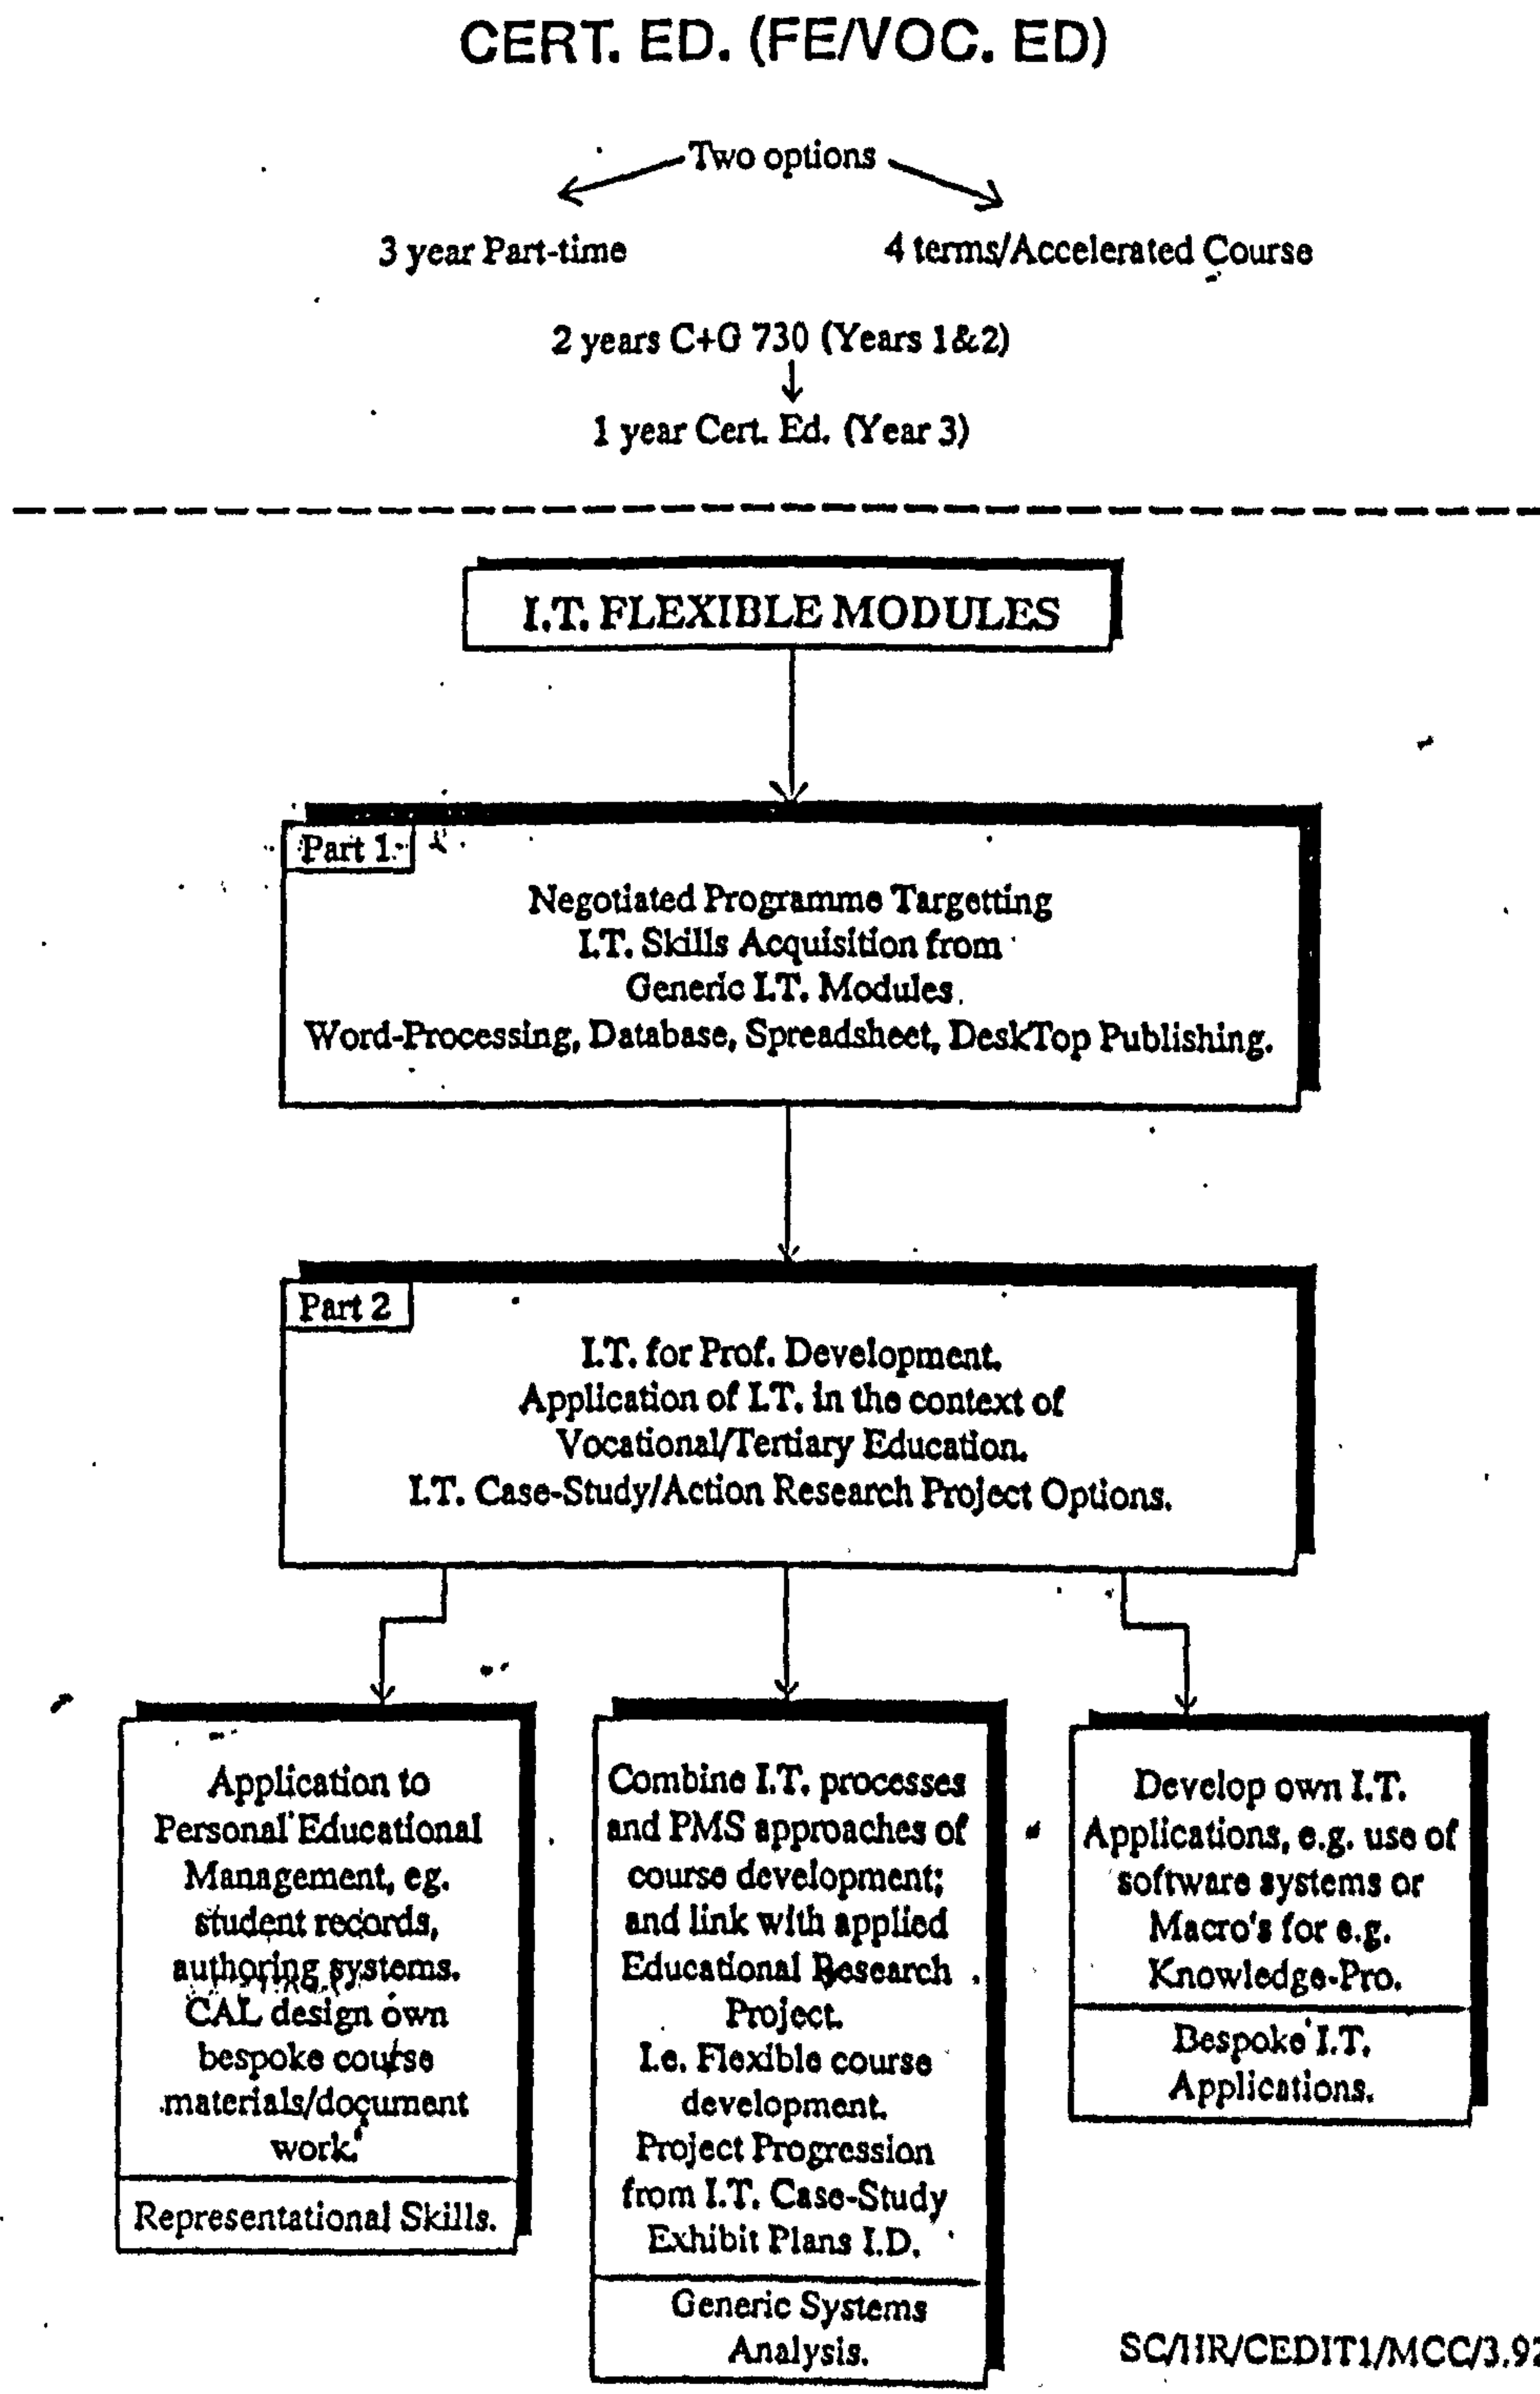 CERT. ED. (FE/VOC. ED)
Two options
3 year Part-time
4 terms/Accelerated Course
2 years C+G 730 (Years 1&2)
1 year Cert. Ed. (Year 3)
I.T. FLEXIBLE MODULES
Part 1
Negotiated Programme Targetting
I.T. Skills Acquisition from
Generic I.T. Modules.
Word-Processing, Database, Spreadsheet, DeskTop Publishing.
Part 2
I.T. for Prof. Development.
Application of I.T. in the context of
Vocational/Tertiary Education.
I.T. Case-Study/Action Research Project Options.
Application to
Personal Educational
Management, eg.
student records,
authoring systems.
CAL design own
bespoke course
materials/document
work.
Representational Skills.
Combine I.T. processes
and PMS approaches of
course development;
and link with applied
Educational Research
Project.
I.e. Flexible course
development.
Project Progression
from I.T. Case-Study
Exhibit Plans I.D.
Generic Systems
Analysis.
Develop own I.T.
Applications, e.g. use of
software systems or
Macro's for e.g.
Knowledge-Pro.
Bespoke I.T.
Applications.
SC/HR/CEDIT1/MCC/3.92